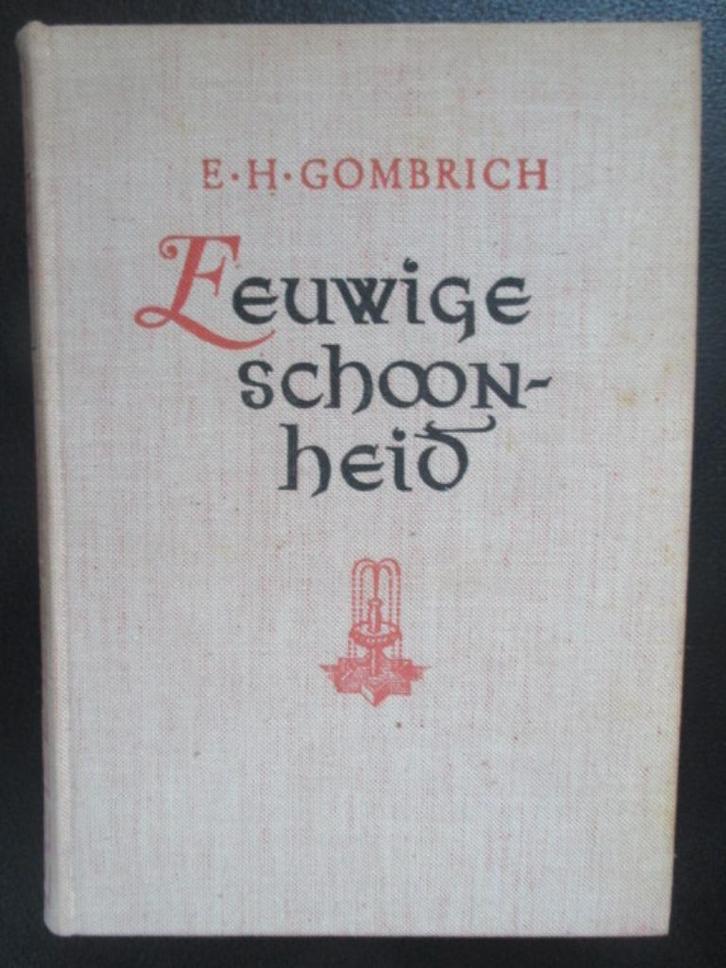 E·H·GOMBRICH
Eeuwige
schoon-
heid